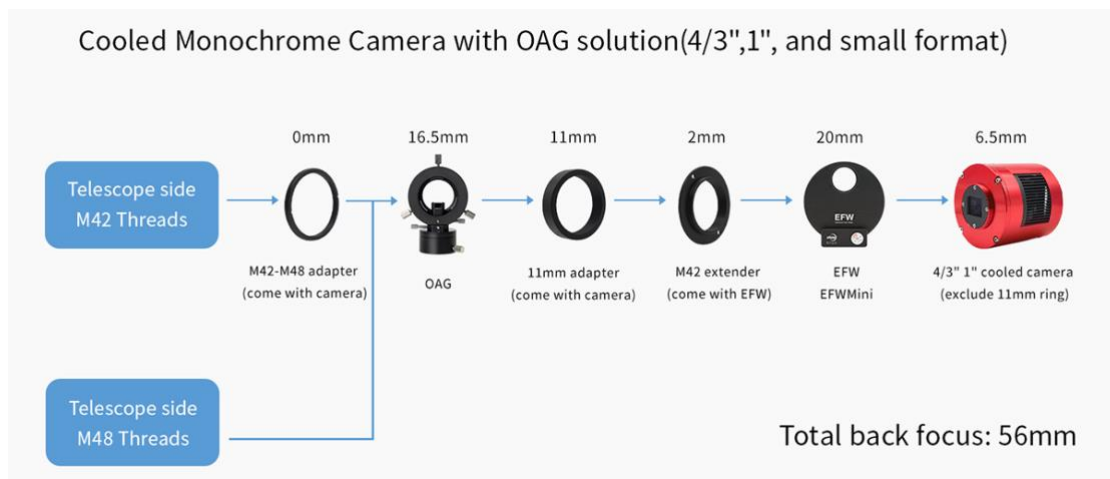 Cooled Monochrome Camera with OAG solution(4/3",1", and small format)
0mm
16.5mm
11mm
2mm
20mm
6.5mm
Telescope side
M42 Threads
EFW
M42-M48 adapter
(come with camera)
OAG
11mm adapter
(come with camera)
M42 extender
(come with EFW)
EFW
EFWMini
4/3" 1" cooled camera
(exclude 11mm ring)
Telescope side
M48 Threads
Total back focus: 56mm